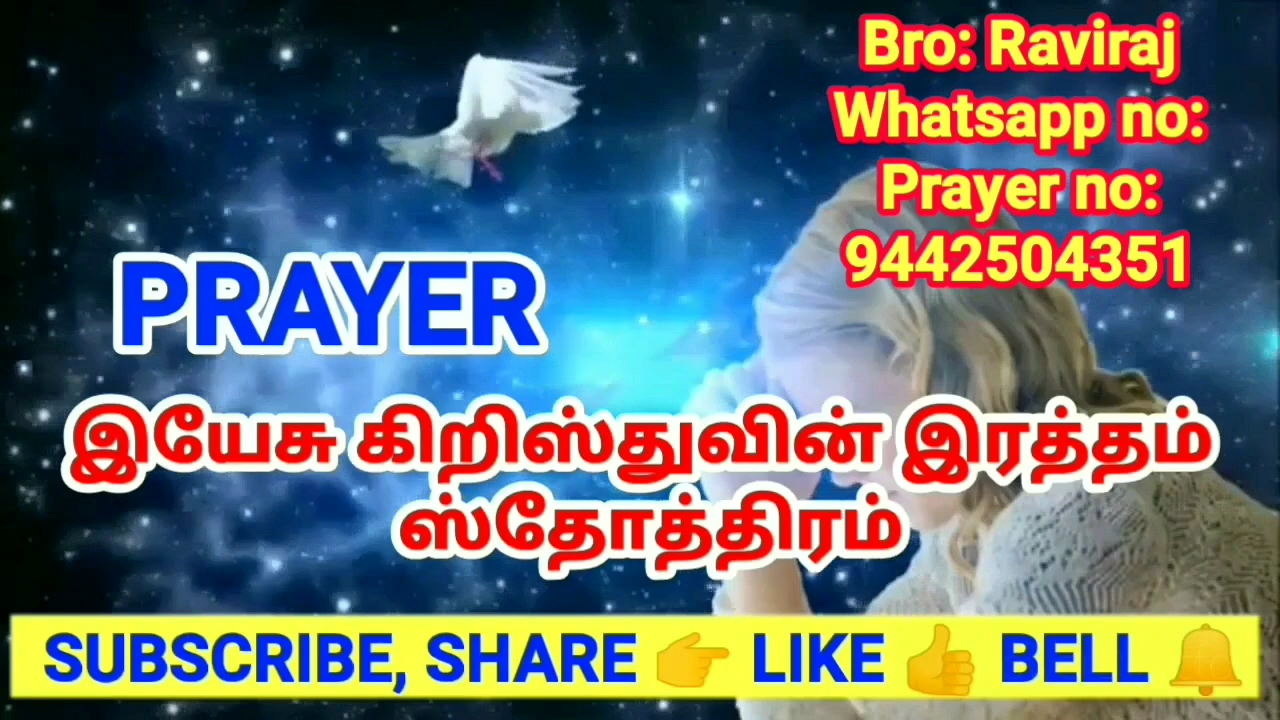 Bro: Raviraj
Whatsapp no:
Prayer no:
9442504351
PRAYER
இயேசு கிறிஸ்துவின் இரத்தம்
ஸ்தோத்திரம்
SUBSCRIBE, SHARE 👉 LIKE 👍 BELL 🔔